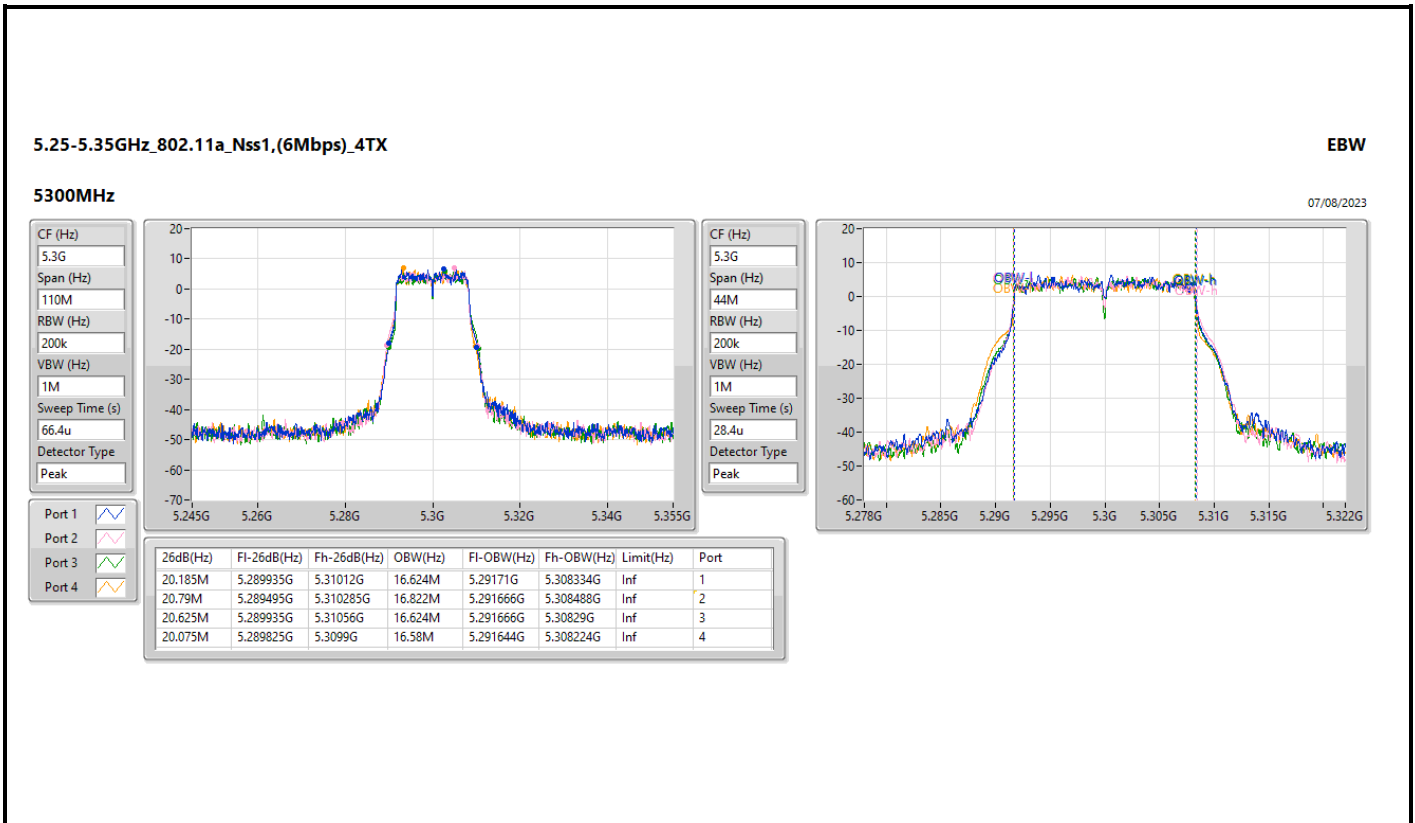 5.25-5.35GHz_802.11a_Nss1,(6Mbps)_4TX
EBW
5300MHz
07/08/2023
CF (Hz)
5.3G
Span (Hz)
110M
RBW (Hz)
200k
VBW (Hz)
1M
Sweep Time (s)
66.4u
Detector Type
Peak
20
10
0
-10
-20
-30
-40
-50
-60
-70
5.245G 5.26G 5.28G 5.3G 5.32G 5.34G 5.355G
CF (Hz)
5.3G
Span (Hz)
44M
RBW (Hz)
200k
VBW (Hz)
1M
Sweep Time (s)
28.4u
Detector Type
Peak
20
10
0
-10
-20
-30
-40
-50
-60
OBW-h
5.278G 5.285G 5.29G 5.295G 5.3G 5.305G 5.31G 5.315G 5.322G
Port 1
Port 2
Port 3
Port 4
26dB(Hz) Fl-26dB(Hz) Fh-26dB(Hz) OBW(Hz) Fl-OBW(Hz) Fh-OBW(Hz) Limit(Hz) Port
20.185M 5.289935G 5.31012G 16.624M 5.29171G 5.308334G Inf 1
20.79M 5.289495G 5.310285G 16.822M 5.291666G 5.308488G Inf 2
20.625M 5.289935G 5.31056G 16.624M 5.291666G 5.30829G Inf 3
20.075M 5.289825G 5.3099G 16.58M 5.291644G 5.308224G Inf 4